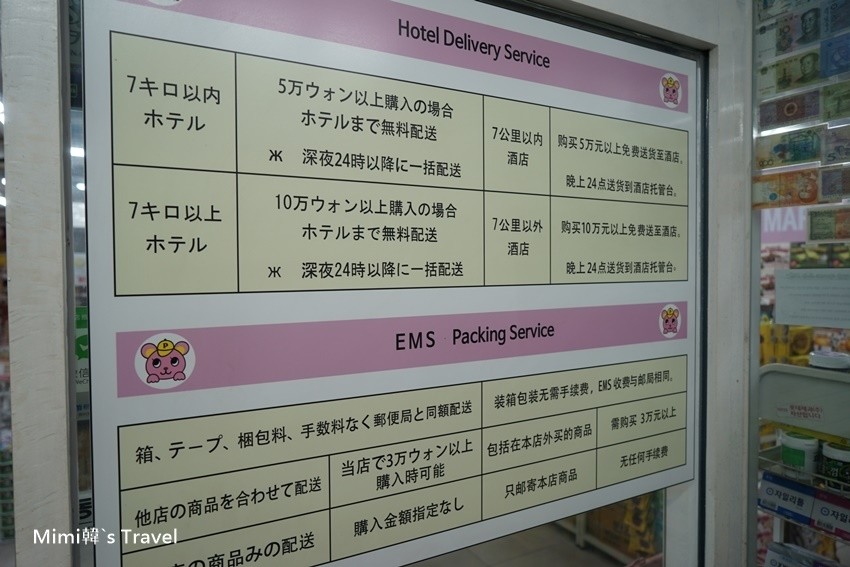 Hotel Delivery Service
7キロ以内
ホテル
5万ウォン以上購入の場合
ホテルまで無料配送
ж 深夜24時以降に一括配送
7公里以内
酒店
购买5万元以上免费送货至酒店。
晚上24点送货到酒店托管台。
7キロ以上
ホテル
10万ウォン以上購入の場合
ホテルまで無料配送
ж 深夜24時以降に一括配送
7公里以外
酒店
购买10万元以上免费送货至酒店。
晚上24点送货到酒店托管台。
EMS Packing Service
箱、テープ、梱包料、手数料なく郵便局と同額配送
装箱包装无需手续费，EMS 收费与邮局相同。
他店の商品を合わせて配送
当店で3万ウォン以上
購入時可能
包括在本店外买的商品
需购买 3万元以上
の商品みの配送
購入金額指定なし
只邮寄本店商品
无任何手续费
MAR
자일리톨
Mimi韓`s Travel